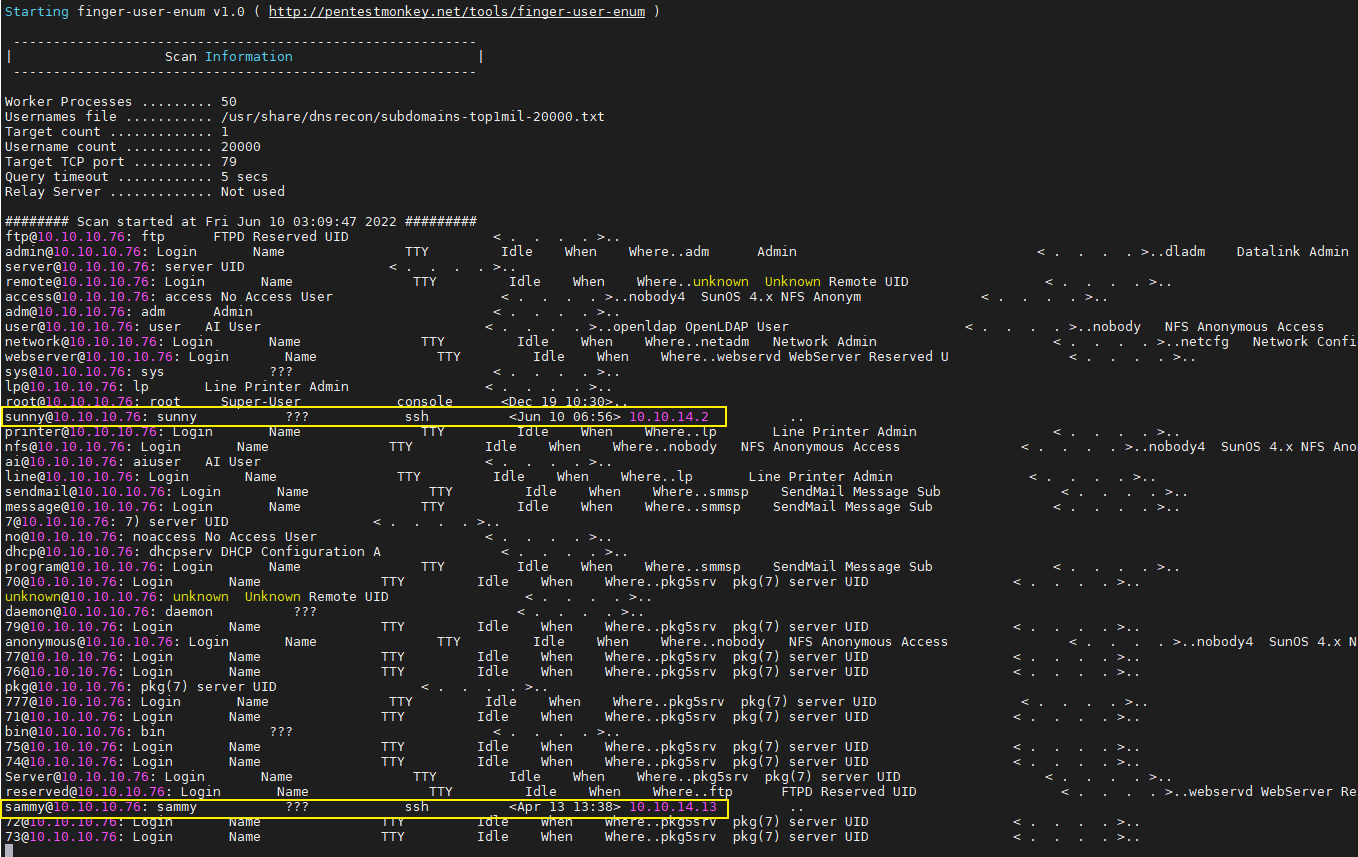 Starting finger-user-enum v1.0 ( http://pentestmonkey.net/tools/finger-user-enum )
----------------------------------------------------------
|                   Scan Information                       |
----------------------------------------------------------
Worker Processes ......... 50
Usernames file ........... /usr/share/dnsrecon/subdomains-top1mil-20000.txt
Target count ............. 1
Username count ........... 20000
Target TCP port .......... 79
Query timeout ............ 5 secs
Relay Server ............. Not used
######## Scan started at Fri Jun 10 03:09:47 2022 #########
ftp@10.10.10.76: ftp      FTPD Reserved UID                  < .  .  .  . >..
admin@10.10.10.76: Login       Name               TTY         Idle    When    Where..adm      Admin                              < .  .  .  . >..dladm    Datalink Admin
server@10.10.10.76: server UID                  < .  .  .  . >..
remote@10.10.10.76: Login       Name               TTY         Idle    When    Where..unknown  Unknown Remote UID                 < .  .  .  . >..
access@10.10.10.76: access No Access User                     < .  .  .  . >..nobody4  SunOS 4.x NFS Anonym               < .  .  .  . >..
adm@10.10.10.76: adm      Admin                              < .  .  .  . >..
user@10.10.10.76: user   AI User                            < .  .  .  . >..openldap OpenLDAP User                      < .  .  .  . >..nobody   NFS Anonymous Access
network@10.10.10.76: Login       Name               TTY         Idle    When    Where..netadm   Network Admin                      < .  .  .  . >..netcfg   Network Confi
webserver@10.10.10.76: Login       Name               TTY         Idle    When    Where..webservd WebServer Reserved U               < .  .  .  . >..
sys@10.10.10.76: sys             ???                         < .  .  .  . >..
lp@10.10.10.76: lp       Line Printer Admin                 < .  .  .  . >..
root@10.10.10.76: root     Super-User            console      <Dec 19 10:30>..
sunny@10.10.10.76: sunny           ???            ssh          <Jun 10 06:56> 10.10.14.2          ..
printer@10.10.10.76: Login       Name               TTY         Idle    When    Where..lp       Line Printer Admin                 < .  .  .  . >..
nfs@10.10.10.76: Login       Name               TTY         Idle    When    Where..nobody   NFS Anonymous Access               < .  .  .  . >..nobody4  SunOS 4.x NFS Ano
ai@10.10.10.76: aiuser   AI User                            < .  .  .  . >..
line@10.10.10.76: Login       Name               TTY         Idle    When    Where..lp       Line Printer Admin                 < .  .  .  . >..
sendmail@10.10.10.76: Login       Name               TTY         Idle    When    Where..smmsp    SendMail Message Sub               < .  .  .  . >..
message@10.10.10.76: Login       Name               TTY         Idle    When    Where..smmsp    SendMail Message Sub               < .  .  .  . >..
7@10.10.10.76: 7) server UID                  < .  .  .  . >..
no@10.10.10.76: noaccess No Access User                     < .  .  .  . >..
dhcp@10.10.10.76: dhcpserv DHCP Configuration A               < .  .  .  . >..
program@10.10.10.76: Login       Name               TTY         Idle    When    Where..smmsp    SendMail Message Sub               < .  .  .  . >..
70@10.10.10.76: Login       Name               TTY         Idle    When    Where..pkg5srv  pkg(7) server UID                  < .  .  .  . >..
unknown@10.10.10.76: unknown  Unknown Remote UID                 < .  .  .  . >..
daemon@10.10.10.76: daemon          ???                         < .  .  .  . >..
79@10.10.10.76: Login       Name               TTY         Idle    When    Where..pkg5srv  pkg(7) server UID                  < .  .  .  . >..
anonymous@10.10.10.76: Login       Name               TTY         Idle    When    Where..nobody   NFS Anonymous Access               < .  .  .  . >..nobody4  SunOS 4.x N
77@10.10.10.76: Login       Name               TTY         Idle    When    Where..pkg5srv  pkg(7) server UID                  < .  .  .  . >..
76@10.10.10.76: Login       Name               TTY         Idle    When    Where..pkg5srv  pkg(7) server UID                  < .  .  .  . >..
pkg@10.10.10.76: pkg(7) server UID                  < .  .  .  . >..
777@10.10.10.76: Login       Name               TTY         Idle    When    Where..pkg5srv  pkg(7) server UID                  < .  .  .  . >..
71@10.10.10.76: Login       Name               TTY         Idle    When    Where..pkg5srv  pkg(7) server UID                  < .  .  .  . >..
bin@10.10.10.76: bin             ???                         < .  .  .  . >..
75@10.10.10.76: Login       Name               TTY         Idle    When    Where..pkg5srv  pkg(7) server UID                  < .  .  .  . >..
74@10.10.10.76: Login       Name               TTY         Idle    When    Where..pkg5srv  pkg(7) server UID                  < .  .  .  . >..
Server@10.10.10.76: Login       Name               TTY         Idle    When    Where..pkg5srv  pkg(7) server UID                  < .  .  .  . >..
reserved@10.10.10.76: Login       Name               TTY         Idle    When    Where..ftp      FTPD Reserved UID                  < .  .  .  . >..webservd WebServer Re
sammy@10.10.10.76: sammy           ???            ssh          <Apr 13 13:38> 10.10.14.13         ..
72@10.10.10.76: Login       Name               TTY         Idle    When    Where..pkg5srv  pkg(7) server UID                  < .  .  .  . >..
73@10.10.10.76: Login       Name               TTY         Idle    When    Where..pkg5srv  pkg(7) server UID                  < .  .  .  . >..